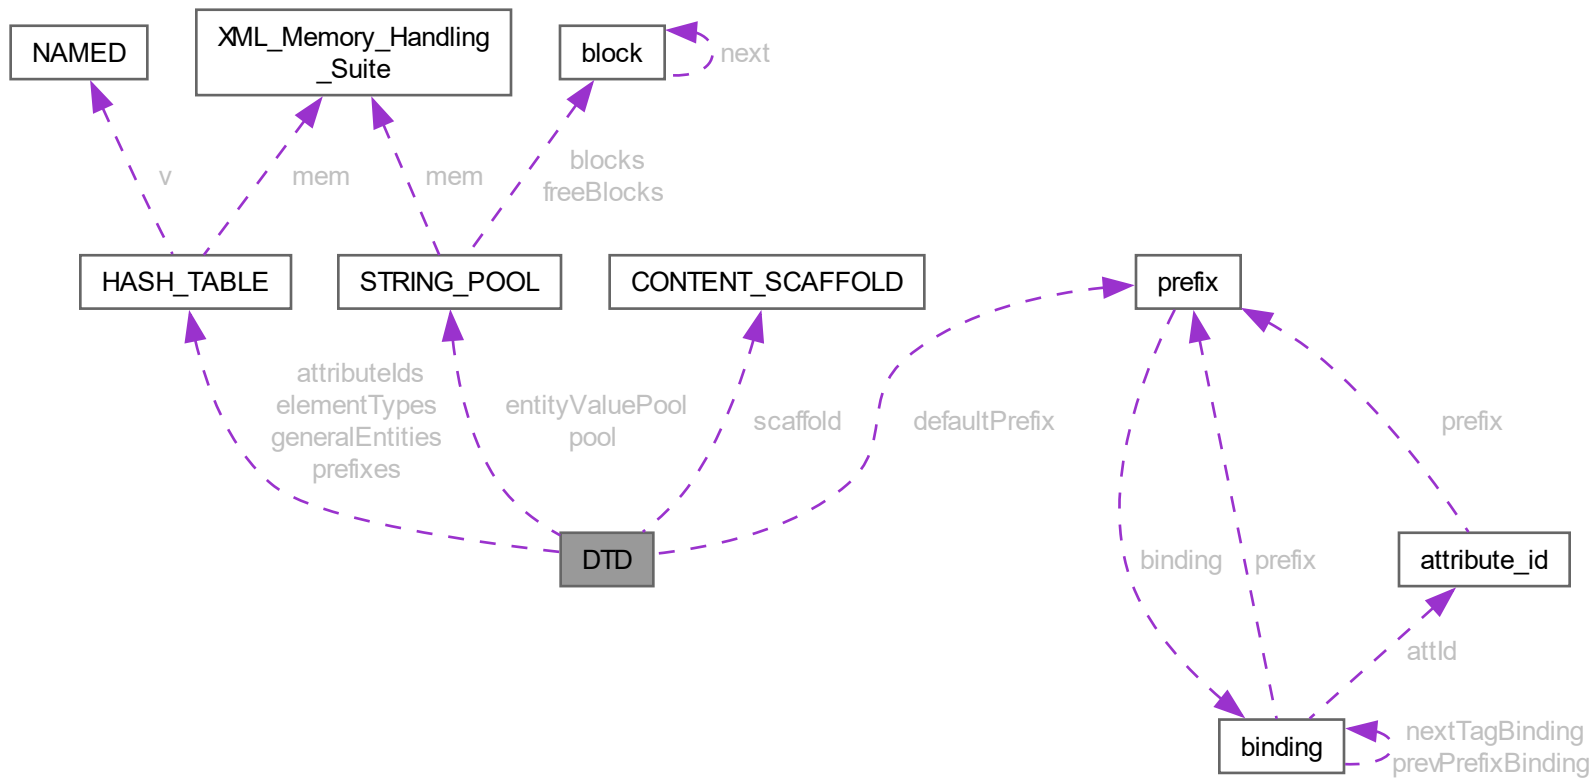 NAMED
XML_Memory_Handling
_Suite
block
next
v
mem
mem
blocks
freeBlocks
HASH_TABLE
STRING_POOL
CONTENT_SCAFFOLD
prefix
attributeIds
elementTypes
generalEntities
prefixes
entityValuePool
pool
scaffold
defaultPrefix
prefix
DTD
binding
prefix
attribute_id
attId
binding
nextTagBinding
prevPrefixBinding